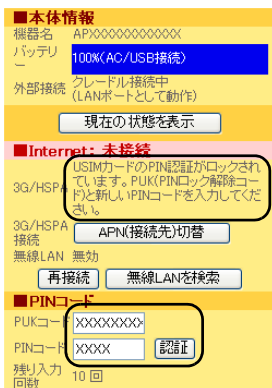 ■本体情報
機器名 APXXXXXXXXXXXX
バッテリー 100%(AC/USB接続)
外部接続 クレードル接続中
(LANポートとして動作)
現在の状態を表示
■Internet: 未接続
3G/HSPA USIMカードのPIN認証がロックされ
ています。PUK(PINロック解除コー
ド)と新しいPINコードを入力してくだ
さい。
3G/HSPA
接続 APN(接続先)切替
無線LAN 無効
再接続 無線LANを検索
■PINコード
PUKコード XXXXXXXX
PINコード XXXX 認証
残り入力
回数 10 回